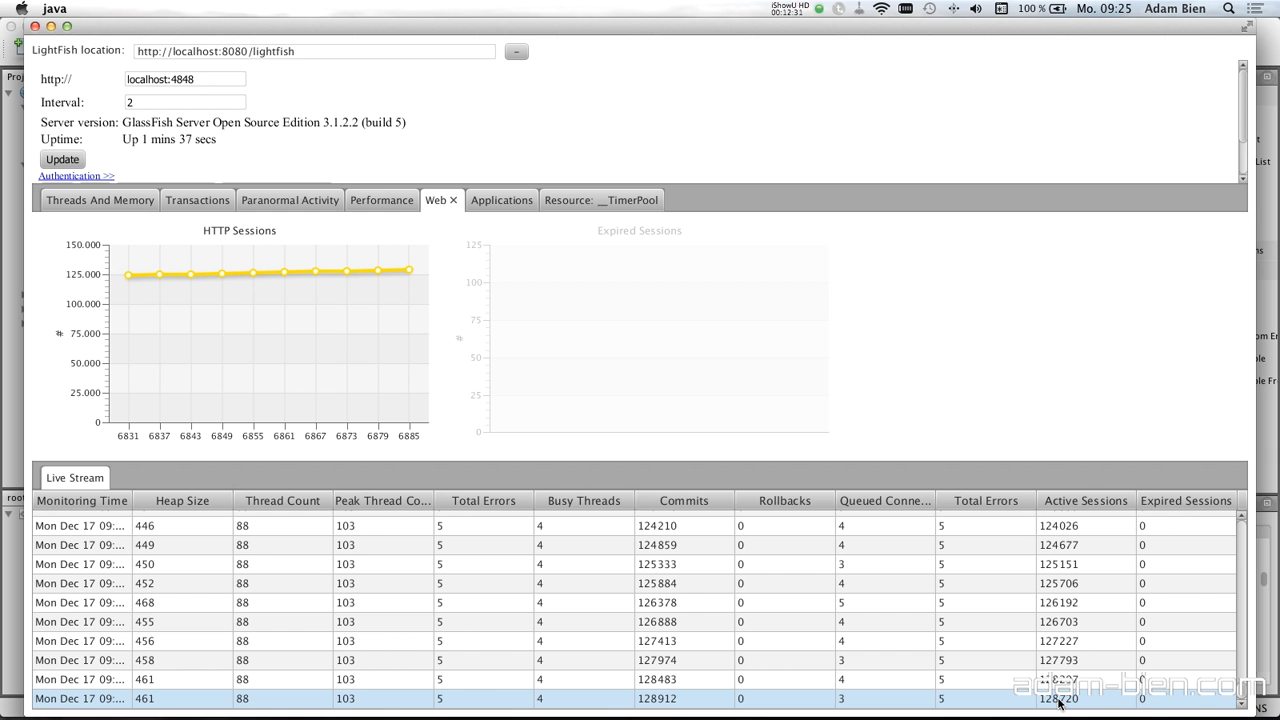 java
iShowU HD
00:12:31
100 %
Mo. 09:25
Adam Bien
LightFish location:
http://localhost:8080/lightfish
-
http://
localhost:4848
Interval:
2
Server version: GlassFish Server Open Source Edition 3.1.2.2 (build 5)
Uptime: Up 1 mins 37 secs
Update
Authentication >>
Threads And Memory Transactions Paranormal Activity Performance Web ✕ Applications Resource: __TimerPool
HTTP Sessions
150.000
125.000
100.000
75.000
50.000
25.000
0
#
6831 6837 6843 6849 6855 6861 6867 6873 6879 6885
Expired Sessions
125
100
75
50
25
0
#
Live Stream
Monitoring Time Heap Size Thread Count Peak Thread Co... Total Errors Busy Threads Commits Rollbacks Queued Conne... Total Errors Active Sessions Expired Sessions
Mon Dec 17 09:... 446 88 103 5 4 124210 0 4 5 124026 0
Mon Dec 17 09:... 449 88 103 5 4 124859 0 4 5 124677 0
Mon Dec 17 09:... 450 88 103 5 4 125333 0 3 5 125151 0
Mon Dec 17 09:... 452 88 103 5 4 125884 0 4 5 125706 0
Mon Dec 17 09:... 468 88 103 5 4 126378 0 5 5 126192 0
Mon Dec 17 09:... 455 88 103 5 4 126888 0 4 5 126703 0
Mon Dec 17 09:... 456 88 103 5 4 127413 0 4 5 127227 0
Mon Dec 17 09:... 458 88 103 5 4 127974 0 3 5 127793 0
Mon Dec 17 09:... 461 88 103 5 4 128483 0 4 5 0
Mon Dec 17 09:... 461 88 103 5 4 128912 0 3 5 128720 0
adam-bien.com